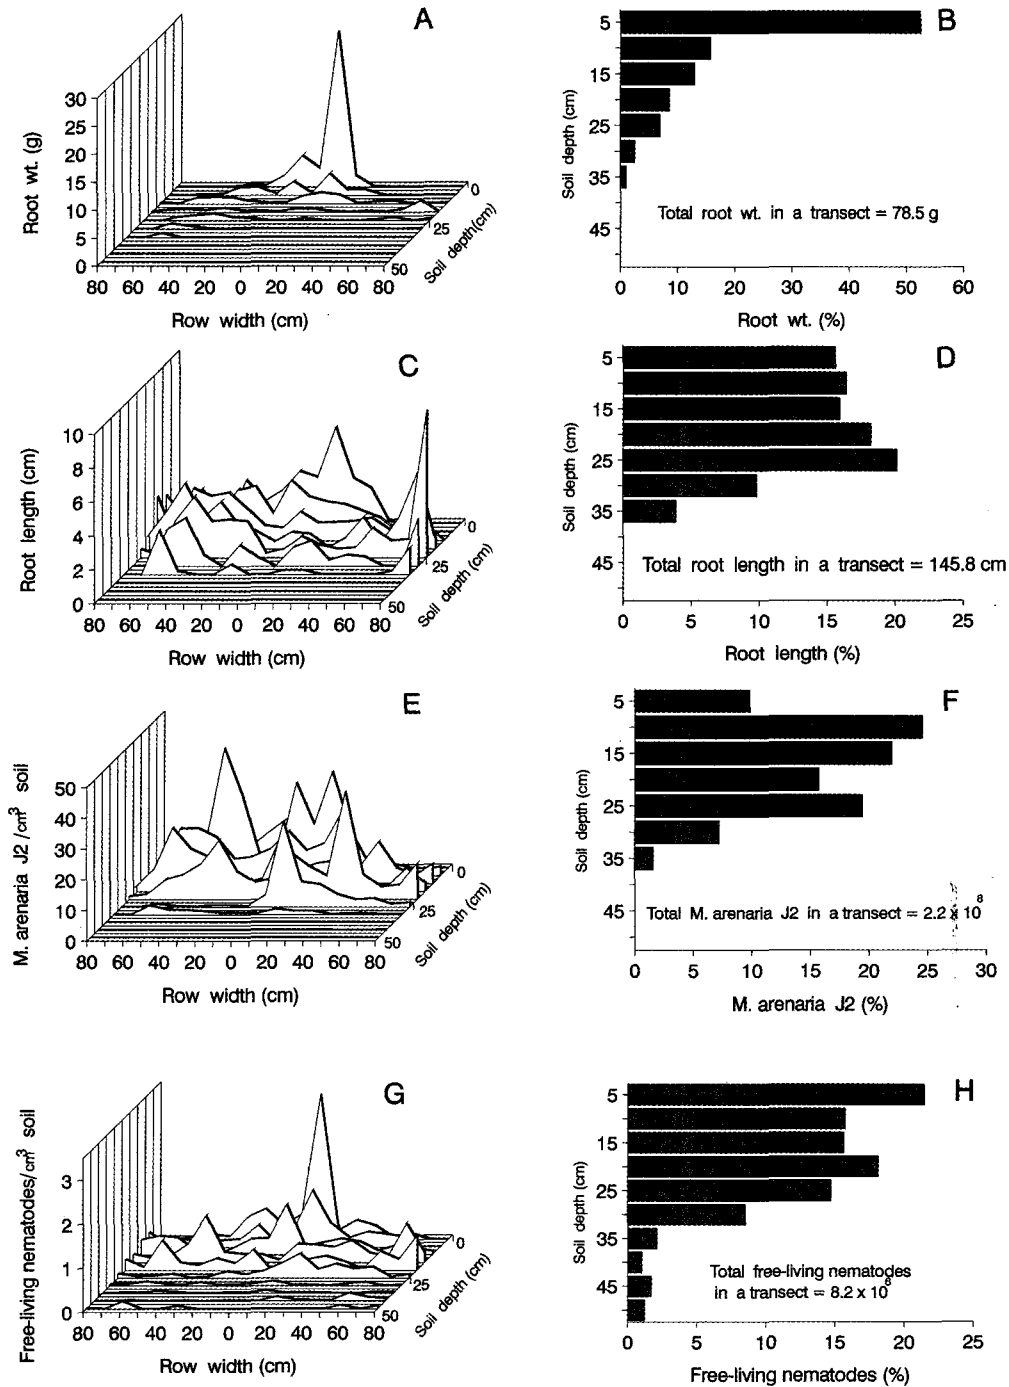 A
30
25
20
15
10
5
0
Root wt. (g)
80 60 40 20 0 20 40 60 80
Row width (cm)
0
25
50
Soil depth(cm)
B
5
15
25
35
45
Soil depth (cm)
Total root wt. in a transect = 78.5 g
0 10 20 30 40 50 60
Root wt. (%)
C
10
8
6
4
2
0
Root length (cm)
80 60 40 20 0 20 40 60 80
Row width (cm)
0
25
50
Soil depth (cm)
D
5
15
25
35
45
Soil depth (cm)
Total root length in a transect = 145.8 cm
0 5 10 15 20 25
Root length (%)
E
50
40
30
20
10
0
M. arenaria J2 /cm³ soil
80 60 40 20 0 20 40 60 80
Row width (cm)
0
25
50
Soil depth (cm)
F
5
15
25
35
45
Soil depth (cm)
Total M. arenaria J2 in a transect = 2.2 x 10⁸
0 5 10 15 20 25 30
M. arenaria J2 (%)
G
3
2
1
0
Free-living nematodes/cm³ soil
80 60 40 20 0 20 40 60 80
Row width (cm)
0
25
50
Soil depth (cm)
H
5
15
25
35
45
Soil depth (cm)
Total free-living nematodes
in a transect = 8.2 x 10⁶
0 5 10 15 20 25
Free-living nematodes (%)